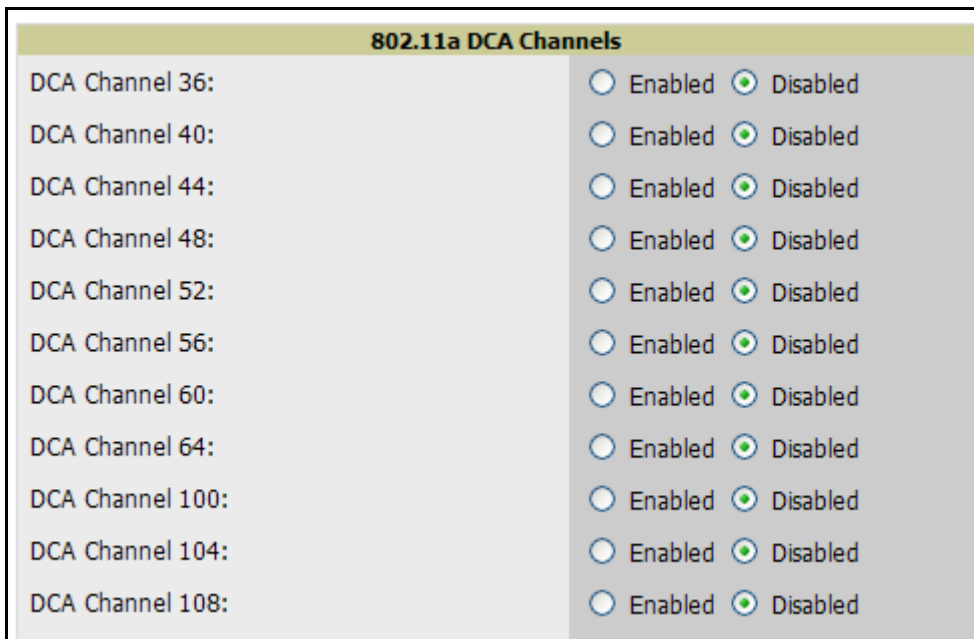 802.11a DCA Channels
DCA Channel 36: Enabled Disabled
DCA Channel 40: Enabled Disabled
DCA Channel 44: Enabled Disabled
DCA Channel 48: Enabled Disabled
DCA Channel 52: Enabled Disabled
DCA Channel 56: Enabled Disabled
DCA Channel 60: Enabled Disabled
DCA Channel 64: Enabled Disabled
DCA Channel 100: Enabled Disabled
DCA Channel 104: Enabled Disabled
DCA Channel 108: Enabled Disabled